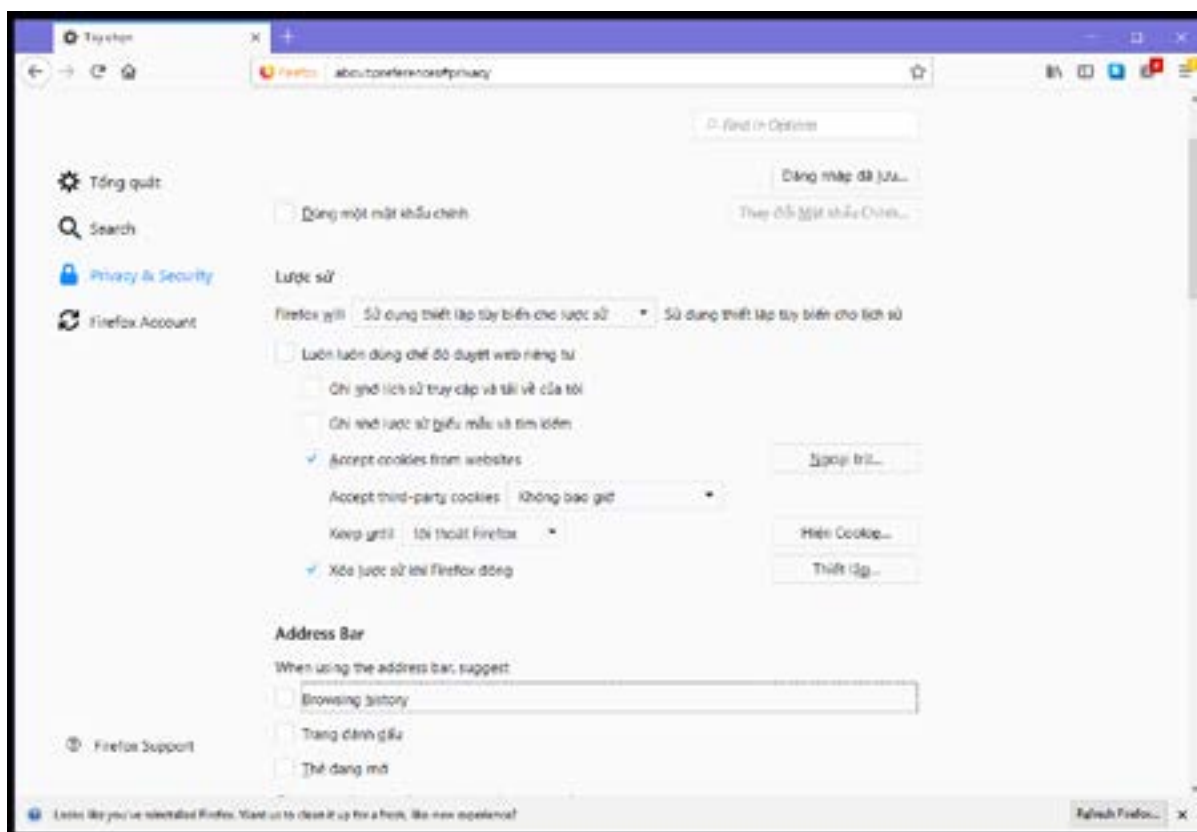 Tùy chọn
Firefox about:preferences#privacy
Find in Options
Đăng nhập đã lưu...
Tổng quát
Dùng một mật khẩu chính
Thay đổi Mật khẩu Chính...
Search
Privacy & Security
Lược sử
Firefox will Sử dụng thiết lập tùy biến cho lược sử Sử dụng thiết lập tùy biến cho lịch sử
Firefox Account
Luôn luôn dùng chế độ duyệt web riêng tư
Ghi nhớ lịch sử truy cập và tải về của tôi
Ghi nhớ lược sử biểu mẫu và tìm kiếm
Accept cookies from websites Ngoại trừ...
Accept third-party cookies Không bao giờ
Keep until tôi thoát Firefox Hiện Cookie...
Xóa lược sử khi Firefox đóng Thiết lập...
Address Bar
When using the address bar, suggest
Browsing history
Trang đánh dấu
Firefox Support
Thẻ đang mở
Looks like you've reinstalled Firefox. Want us to clean it up for a fresh, like-new experience? Refresh Firefox...